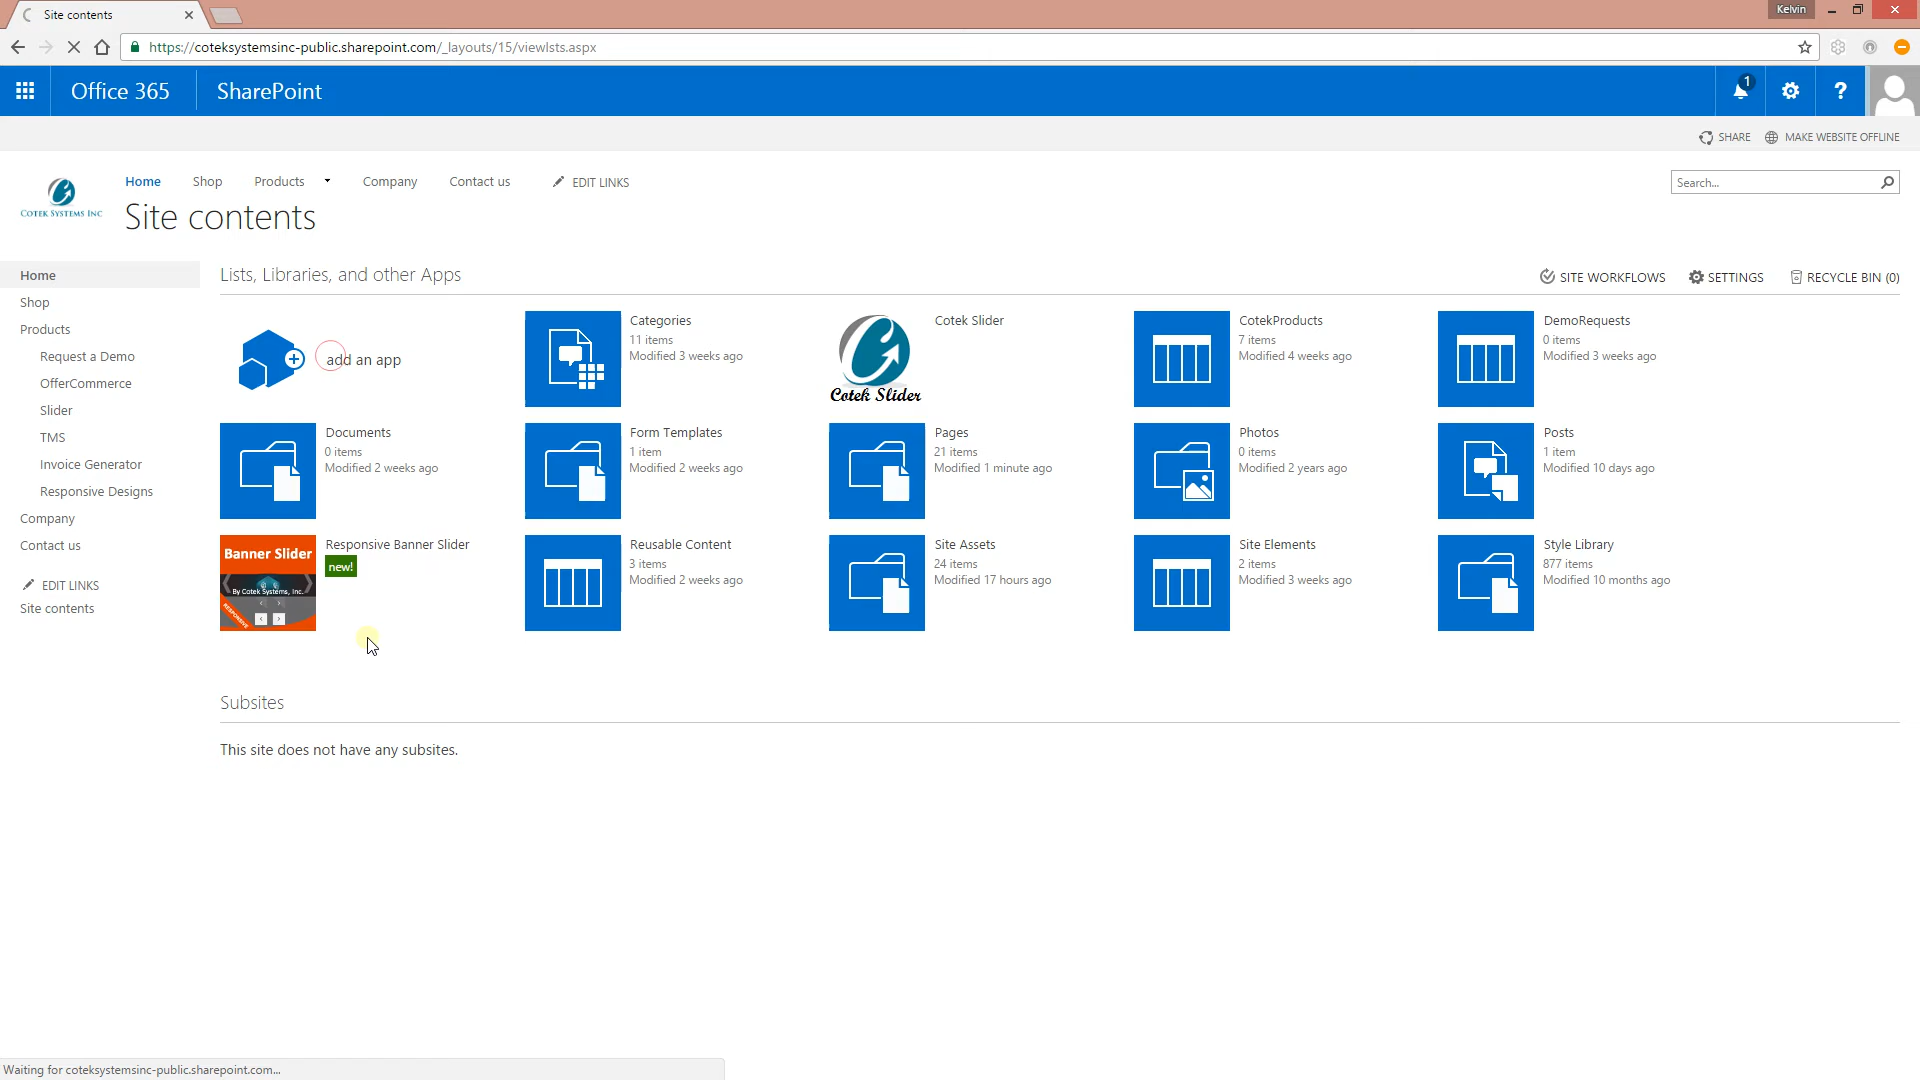 Site contents
Kelvin
https://coteksystemsinc-public.sharepoint.com/_layouts/15/viewlsts.aspx
Office 365
SharePoint
1
?
SHARE
MAKE WEBSITE OFFLINE
COTEK SYSTEMS INC
Home
Shop
Products
Company
Contact us
EDIT LINKS
Search...
Site contents
Home
Shop
Products
Request a Demo
OfferCommerce
Slider
TMS
Invoice Generator
Responsive Designs
Company
Contact us
EDIT LINKS
Site contents
Lists, Libraries, and other Apps
SITE WORKFLOWS
SETTINGS
RECYCLE BIN (0)
add an app
Categories
11 items
Modified 3 weeks ago
Cotek Slider
Cotek Slider
CotekProducts
7 items
Modified 4 weeks ago
DemoRequests
0 items
Modified 3 weeks ago
Documents
0 items
Modified 2 weeks ago
Form Templates
1 item
Modified 2 weeks ago
Pages
21 items
Modified 1 minute ago
Photos
0 items
Modified 2 years ago
Posts
1 item
Modified 10 days ago
Banner Slider
By Cotek Systems, Inc.
RESPONSIVE
Responsive Banner Slider
new!
Reusable Content
3 items
Modified 2 weeks ago
Site Assets
24 items
Modified 17 hours ago
Site Elements
2 items
Modified 3 weeks ago
Style Library
877 items
Modified 10 months ago
Subsites
This site does not have any subsites.
Waiting for coteksystemsinc-public.sharepoint.com...